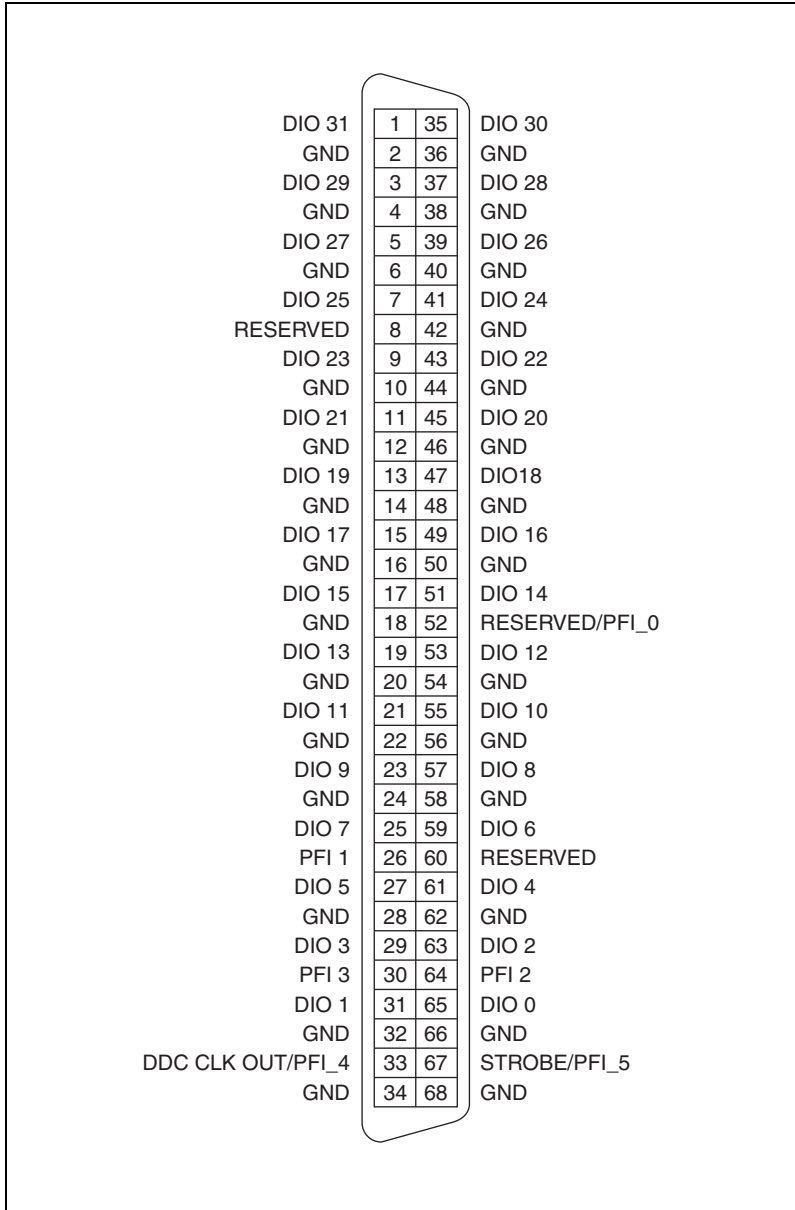 DIO 31 1 35 DIO 30
GND 2 36 GND
DIO 29 3 37 DIO 28
GND 4 38 GND
DIO 27 5 39 DIO 26
GND 6 40 GND
DIO 25 7 41 DIO 24
RESERVED 8 42 GND
DIO 23 9 43 DIO 22
GND 10 44 GND
DIO 21 11 45 DIO 20
GND 12 46 GND
DIO 19 13 47 DIO18
GND 14 48 GND
DIO 17 15 49 DIO 16
GND 16 50 GND
DIO 15 17 51 DIO 14
GND 18 52 RESERVED/PFI_0
DIO 13 19 53 DIO 12
GND 20 54 GND
DIO 11 21 55 DIO 10
GND 22 56 GND
DIO 9 23 57 DIO 8
GND 24 58 GND
DIO 7 25 59 DIO 6
PFI 1 26 60 RESERVED
DIO 5 27 61 DIO 4
GND 28 62 GND
DIO 3 29 63 DIO 2
PFI 3 30 64 PFI 2
DIO 1 31 65 DIO 0
GND 32 66 GND
DDC CLK OUT/PFI_4 33 67 STROBE/PFI_5
GND 34 68 GND